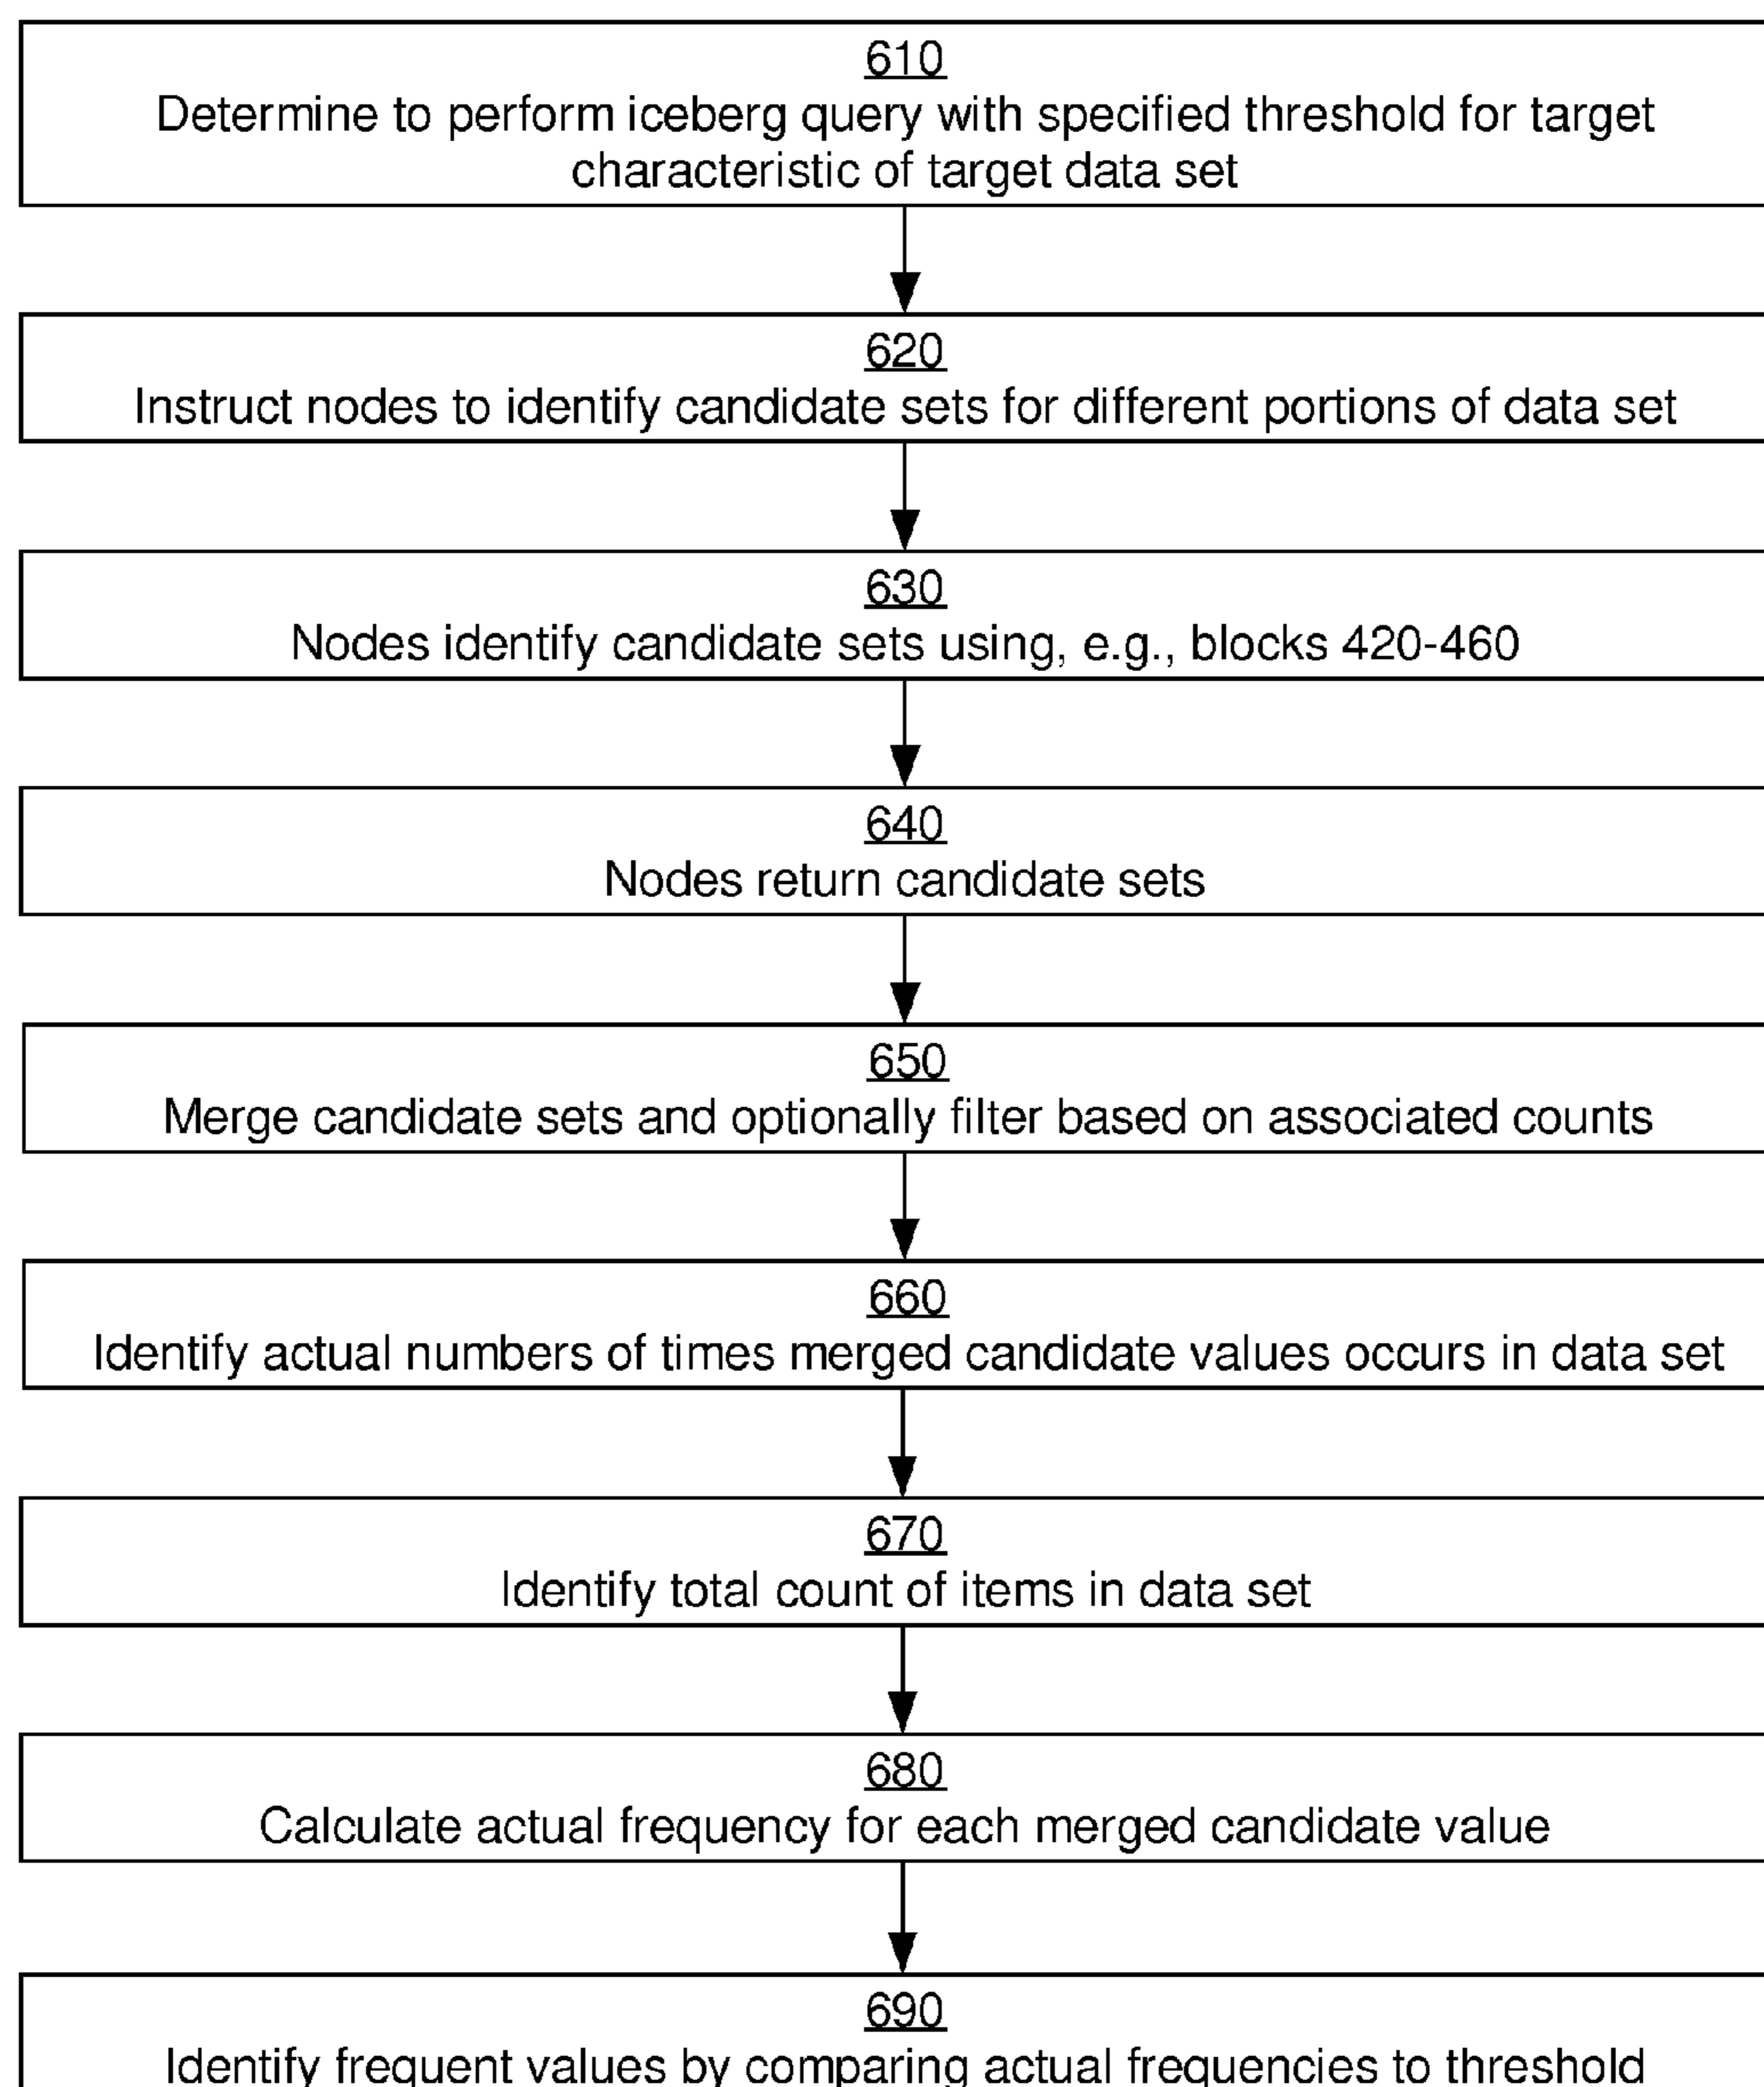 610
Determine to perform iceberg query with specified threshold for target
characteristic of target data set
620
Instruct nodes to identify candidate sets for different portions of data set
630
Nodes identify candidate sets using, e.g., blocks 420-460
640
Nodes return candidate sets
650
Merge candidate sets and optionally filter based on associated counts
660
Identify actual numbers of times merged candidate values occurs in data set
670
Identify total count of items in data set
680
Calculate actual frequency for each merged candidate value
690
Identify frequent values by comparing actual frequencies to threshold